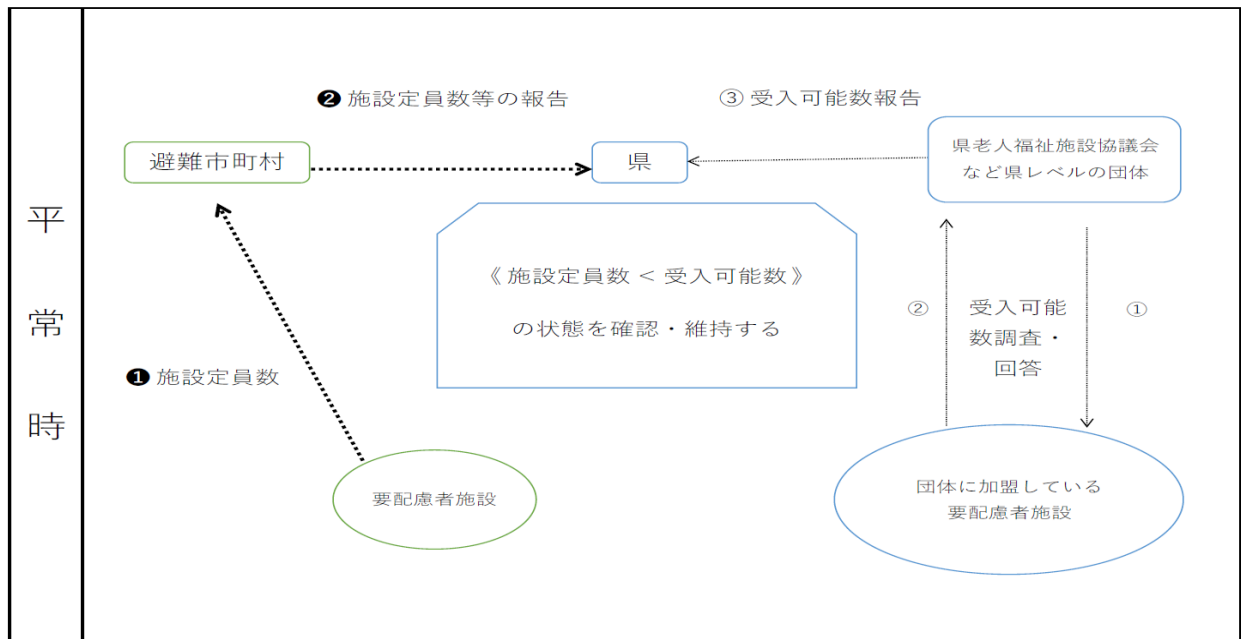 平常時
❷ 施設定員数等の報告
③ 受入可能数報告
避難市町村
県
県老人福祉施設協議会
など県レベルの団体
《 施設定員数 < 受入可能数 》
の状態を確認・維持する
②
受入可能
数調査・
回答
①
❶ 施設定員数
要配慮者施設
団体に加盟している
要配慮者施設